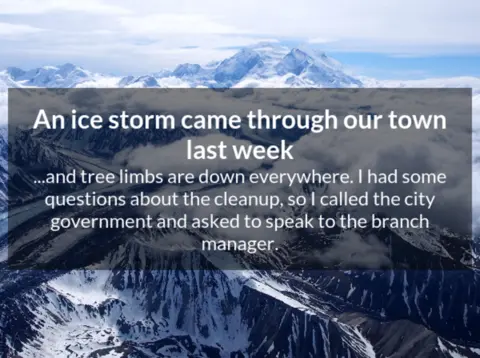 An ice storm came through our town
last week
...and tree limbs are down everywhere. I had some
questions about the cleanup, so I called the city
government and asked to speak to the branch
manager.